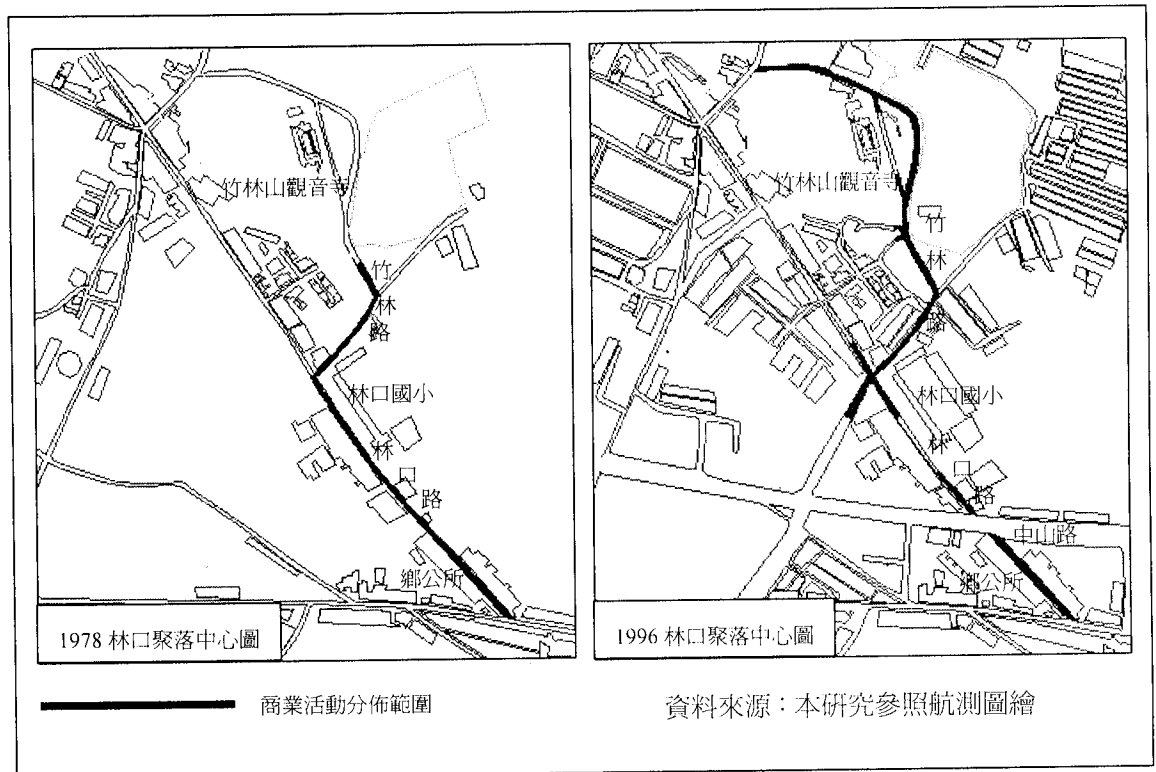 竹林山觀音寺
竹林路
林口國小
林口路
鄉公所
1978 林口聚落中心圖
竹林山觀音寺
竹林路
林口國小
林口路
中山路
鄉公所
1996 林口聚落中心圖
商業活動分佈範圍
資料來源：本研究參照航測圖繪